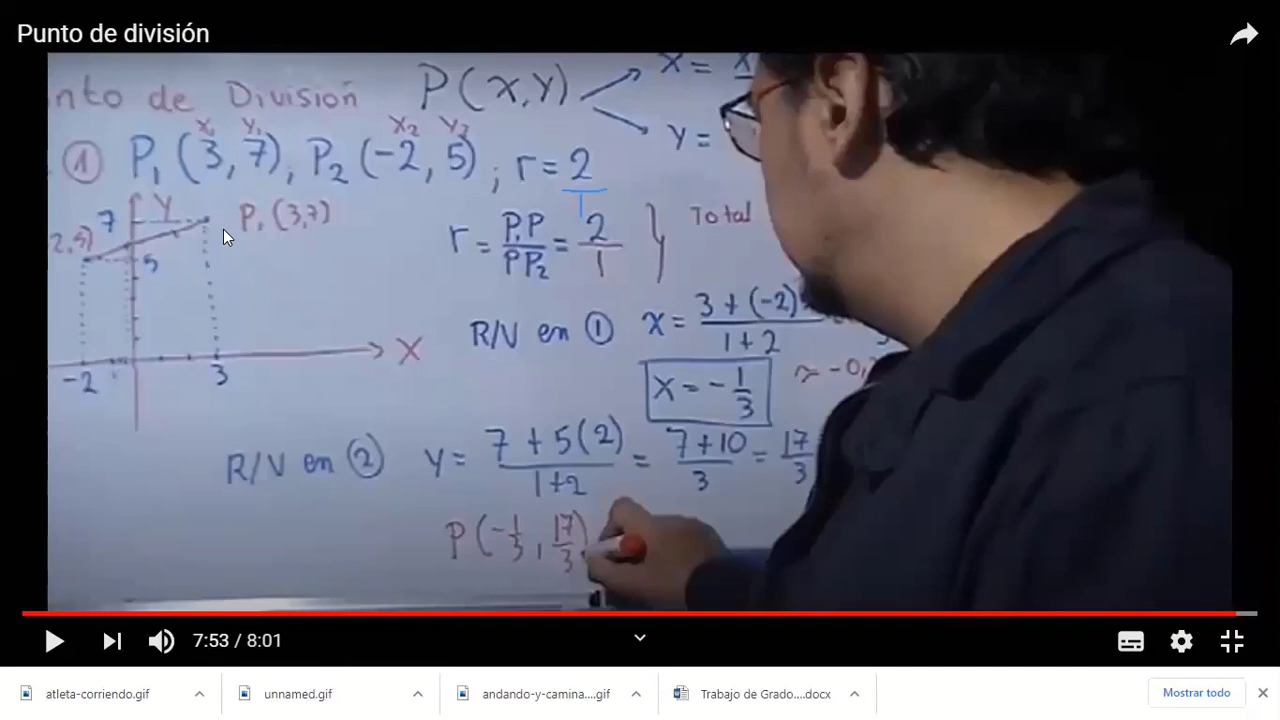 Punto de división
nto de División
P(X,Y)
X=
Y=
X₁ Y₁ X₂ Y₂
① P₁ (3, 7), P₂ (-2, 5); r = 2/1
Y
7
P₁ (3,7)
2,5)
5
-2
3
X
r = P₁P/PP₂ = 2/1
Total
R/V en ① x = 3 + (-2)/1+2
X = -1/3
≈ -0,
R/V en ② Y = 7 + 5(2)/1+2 = 7+10/3 = 17/3
P(-1/3, 17/3)
7:53 / 8:01
atleta-corriendo.gif
unnamed.gif
andando-y-camina....gif
Trabajo de Grado....docx
Mostrar todo